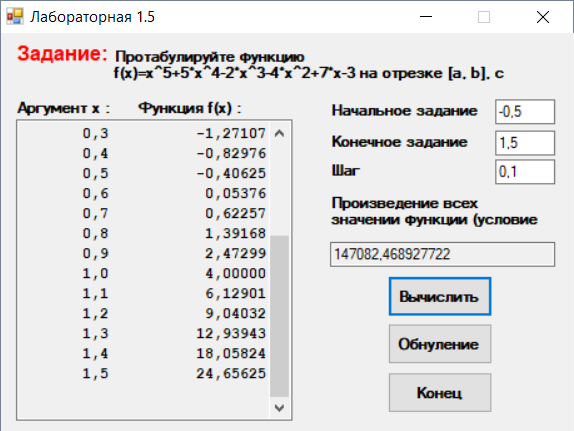 Лабораторная 1.5
Задание: Протабулируйте функцию
f(x)=x^5+5*x^4-2*x^3-4*x^2+7*x-3 на отрезке [a, b], с
Аргумент x : Функция f(x) :
0,3 -1,27107
0,4 -0,82976
0,5 -0,40625
0,6 0,05376
0,7 0,62257
0,8 1,39168
0,9 2,47299
1,0 4,00000
1,1 6,12901
1,2 9,04032
1,3 12,93943
1,4 18,05824
1,5 24,65625
Начальное задание -0,5
Конечное задание 1,5
Шаг 0,1
Произведение всех
значении функции (условие
147082,468927722
Вычислить
Обнуление
Конец